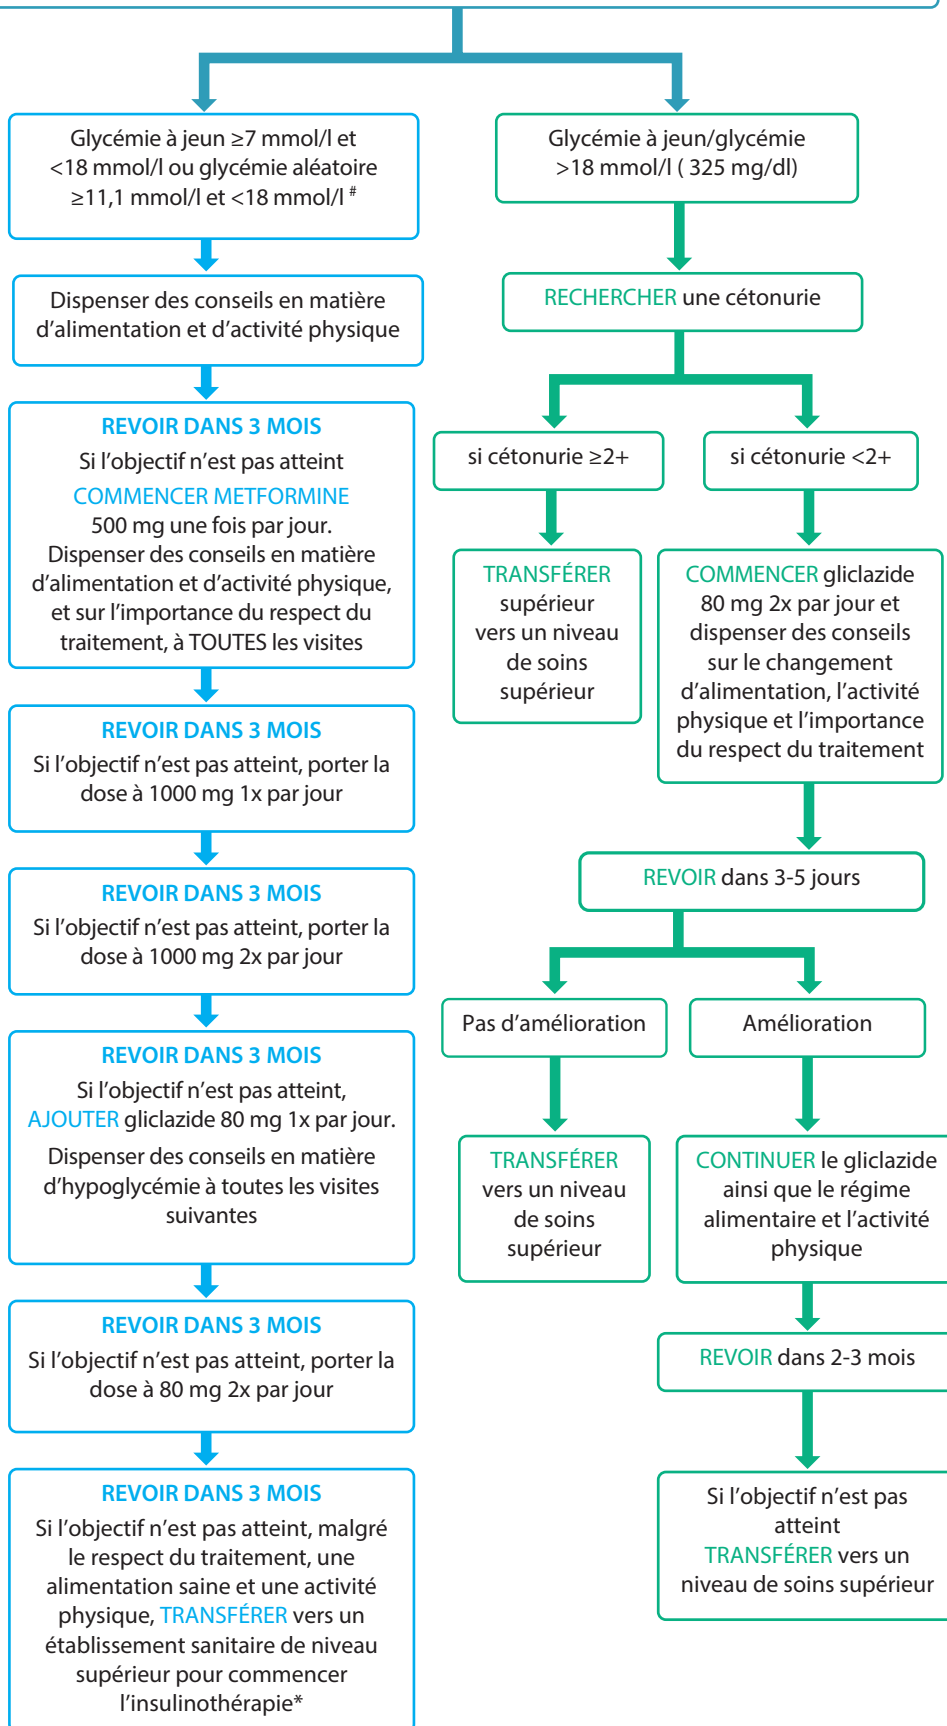 Glycémie à jeun ≥7 mmol/l et
<18 mmol/l ou glycémie aléatoire
≥11,1 mmol/l et <18 mmol/l #
Dispenser des conseils en matière
d'alimentation et d'activité physique
REVOIR DANS 3 MOIS
Si l'objectif n'est pas atteint
COMMENCER METFORMINE
500 mg une fois par jour.
Dispenser des conseils en matière
d'alimentation et d'activité physique,
et sur l'importance du respect du
traitement, à TOUTES les visites
REVOIR DANS 3 MOIS
Si l'objectif n'est pas atteint, porter la
dose à 1000 mg 1x par jour
REVOIR DANS 3 MOIS
Si l'objectif n'est pas atteint, porter la
dose à 1000 mg 2x par jour
REVOIR DANS 3 MOIS
Si l'objectif n'est pas atteint,
AJOUTER gliclazide 80 mg 1x par jour.
Dispenser des conseils en matière
d'hypoglycémie à toutes les visites
suivantes
REVOIR DANS 3 MOIS
Si l'objectif n'est pas atteint, porter la
dose à 80 mg 2x par jour
REVOIR DANS 3 MOIS
Si l'objectif n'est pas atteint, malgré
le respect du traitement, une
alimentation saine et une activité
physique, TRANSFÉRER vers un
établissement sanitaire de niveau
supérieur pour commencer
l'insulinothérapie*
Glycémie à jeun/glycémie
>18 mmol/l ( 325 mg/dl)
RECHERCHER une cétonurie
si cétonurie ≥2+
TRANSFÉRER
supérieur
vers un niveau
de soins
supérieur
si cétonurie <2+
COMMENCER gliclazide
80 mg 2x par jour et
dispenser des conseils
sur le changement
d'alimentation, l'activité
physique et l'importance
du respect du traitement
REVOIR dans 3-5 jours
Pas d'amélioration
TRANSFÉRER
vers un niveau
de soins
supérieur
Amélioration
CONTINUER le gliclazide
ainsi que le régime
alimentaire et l'activité
physique
REVOIR dans 2-3 mois
Si l'objectif n'est pas
atteint
TRANSFÉRER vers un
niveau de soins supérieur